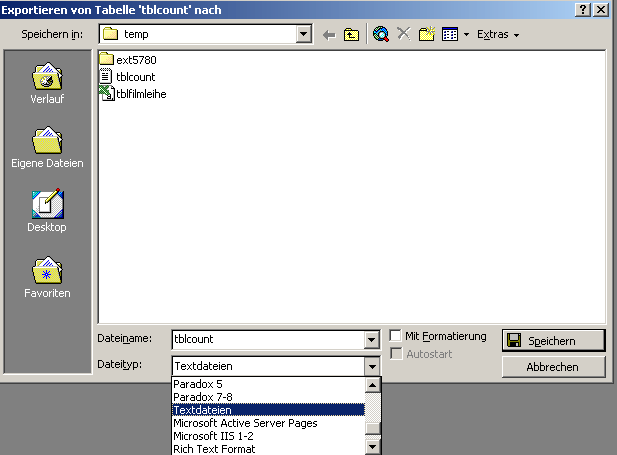 Exportieren von Tabelle 'tblcount' nach
Speichern in:
temp
Extras
ext5780
tblcount
tblfilmleihe
Verlauf
Eigene Dateien
Desktop
Favoriten
Dateiname:
tblcount
Mit Formatierung
Speichern
Autostart
Dateityp:
Textdateien
Abbrechen
Paradox 5
Paradox 7-8
Textdateien
Microsoft Active Server Pages
Microsoft IIS 1-2
Rich Text Format